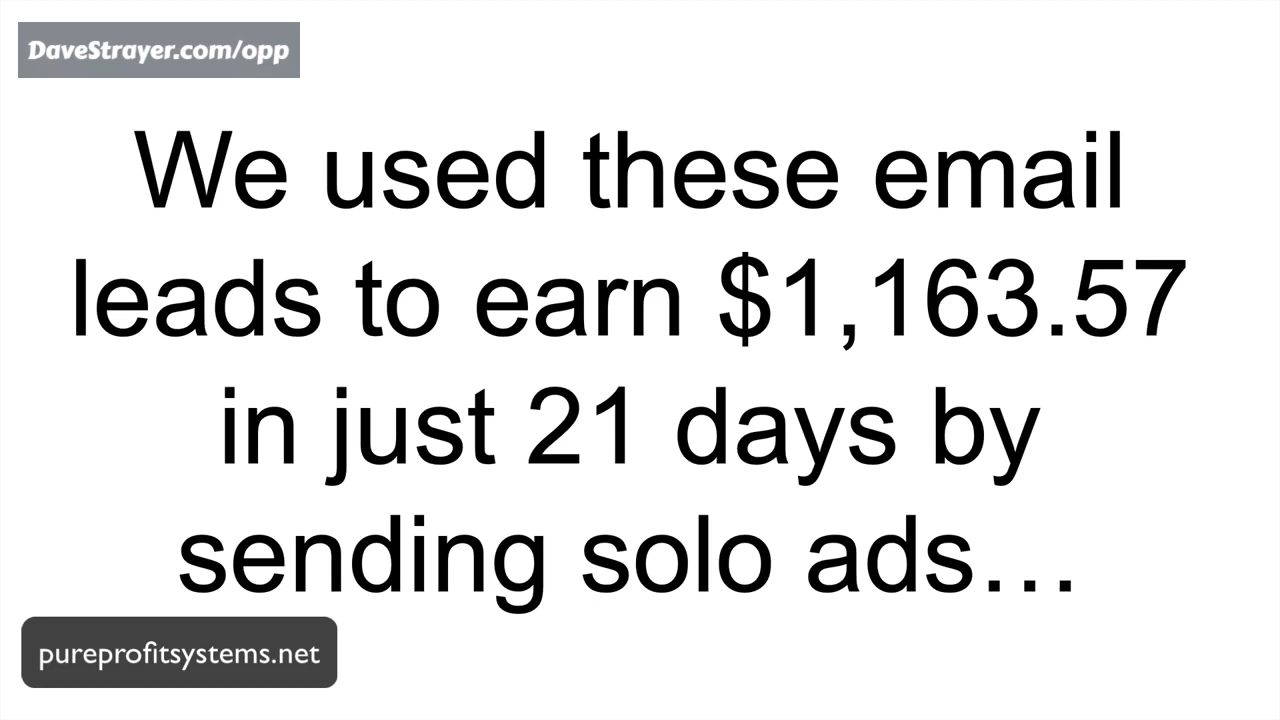 DaveStrayer.com/opp
We used these email
leads to earn $1,163.57
in just 21 days by
sending solo ads…
pureprofitsystems.net